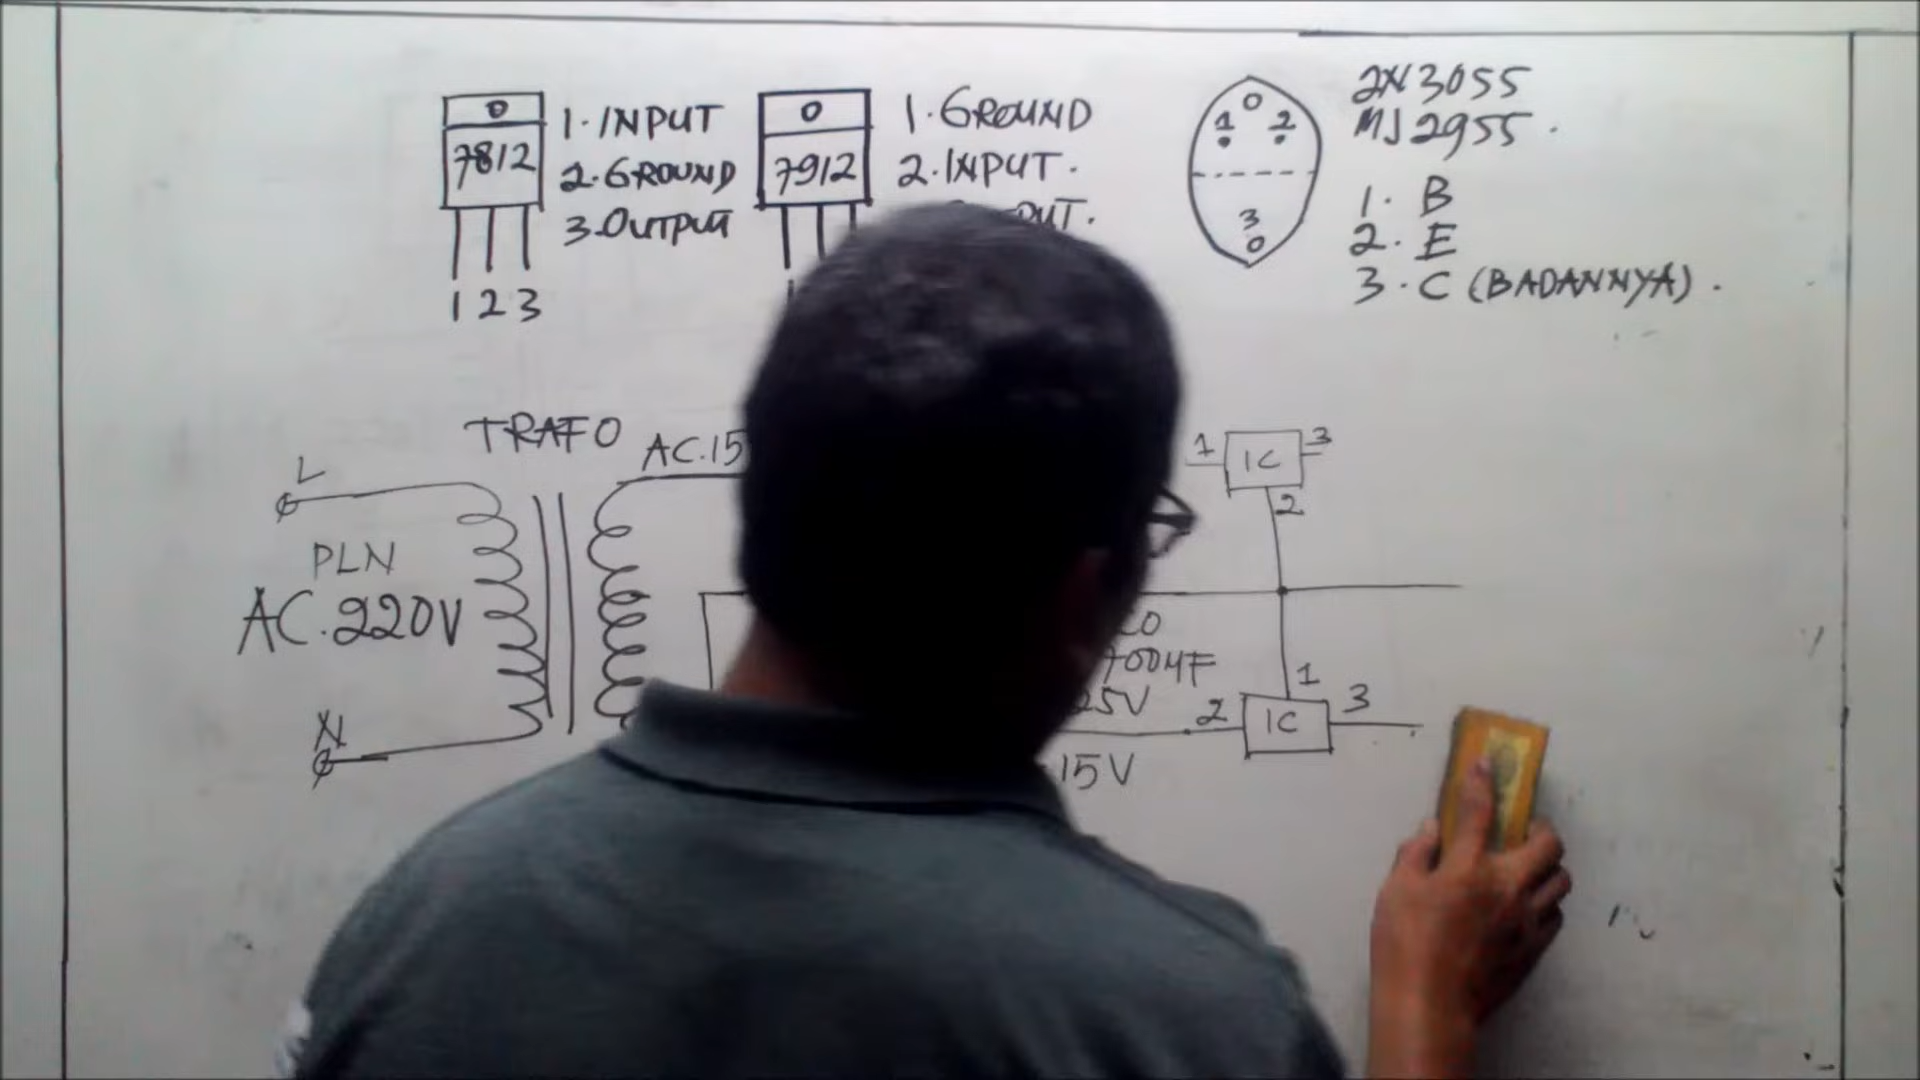 7812
1. INPUT
2. GROUND
3. OUTPUT
1 2 3
7912
1. GROUND
2. INPUT.
1 2
3
2N3055
MJ2955.
1. B
2. E
3. C (BADANNYA).
TRAFO
AC.15
L
PLN
AC.220V
N
1 IC 3
2
25V
1
2 IC 3
15V